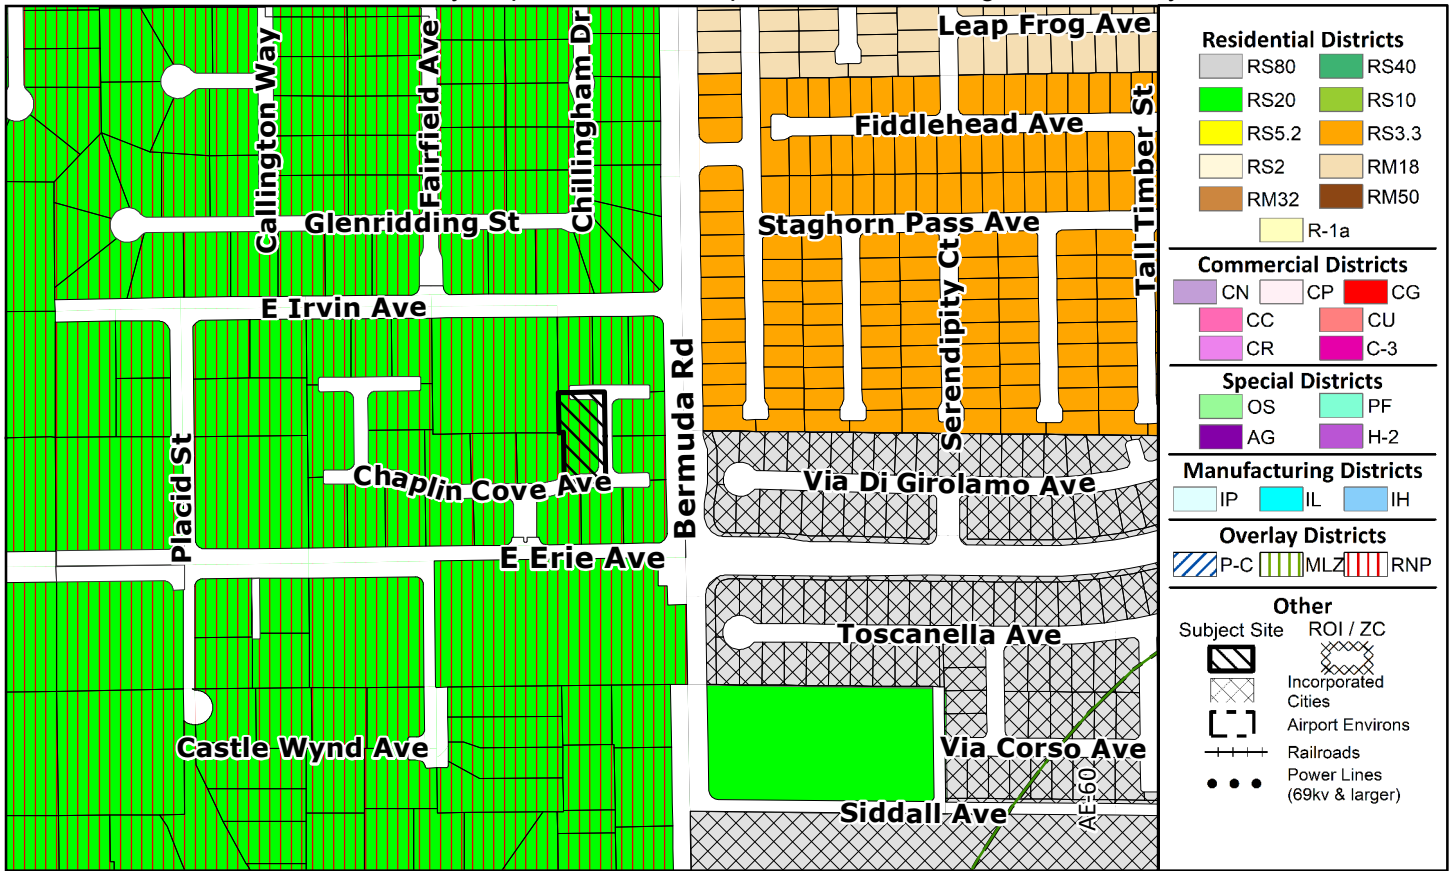 Leap Frog Ave
Callington Way
Fairfield Ave
Chillingham Dr
Fiddlehead Ave
Tall Timber St
Glenridding St
Staghorn Pass Ave
Serendipity Ct
E Irvin Ave
Bermuda Rd
Placid St
Chaplin Cove Ave
Via Di Girolamo Ave
E Erie Ave
Toscanella Ave
Castle Wynd Ave
Via Corso Ave
AE-60
Siddall Ave
Residential Districts
RS80 RS40
RS20 RS10
RS5.2 RS3.3
RS2 RM18
RM32 RM50
R-1a
Commercial Districts
CN CP CG
CC CU
CR C-3
Special Districts
OS PF
AG H-2
Manufacturing Districts
IP IL IH
Overlay Districts
P-C MLZ RNP
Other
Subject Site ROI / ZC
Incorporated
Cities
Airport Environs
Railroads
Power Lines
(69kv & larger)